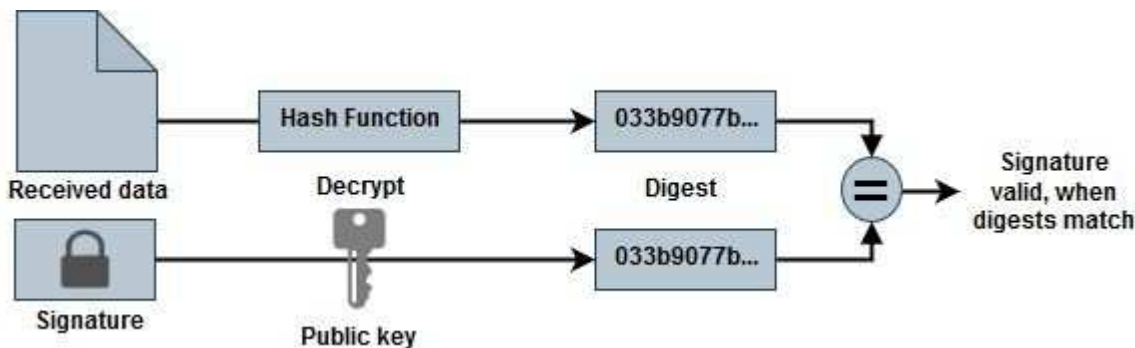 Hash Function
033b9077b...
Received data
Decrypt
Digest
Signature
valid, when
digests match
033b9077b...
Signature
Public key